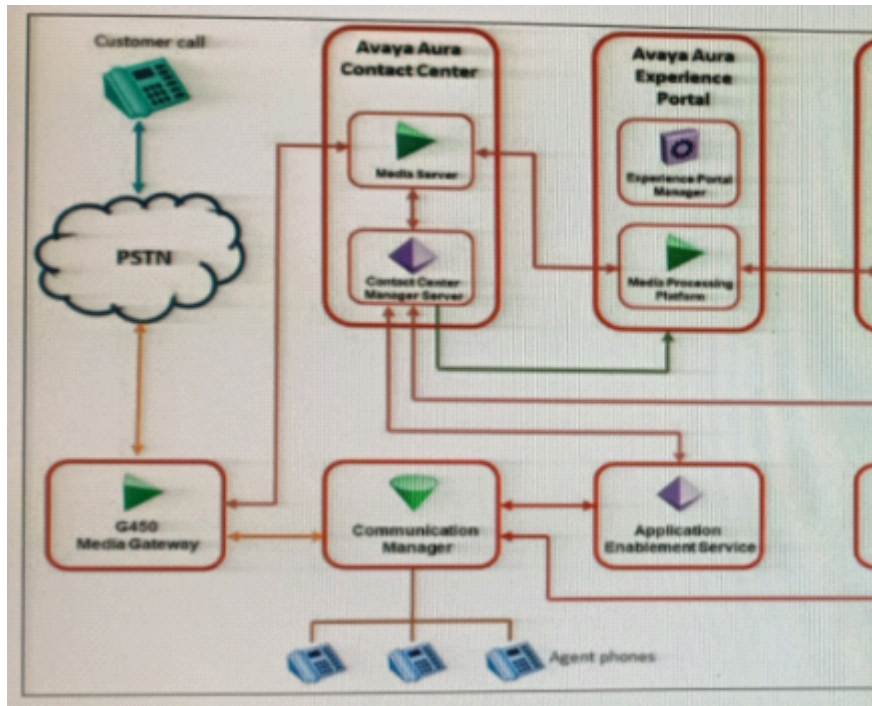 Customer call
Avaya Aura
Contact Center
Avaya Aura
Experience
Portal
Media Server
Experience Portal
Manager
PSTN
Contact Center
Manager Server
Media Processing
Platform
G450
Media Gateway
Communication
Manager
Application
Enablement Service
Agent phones